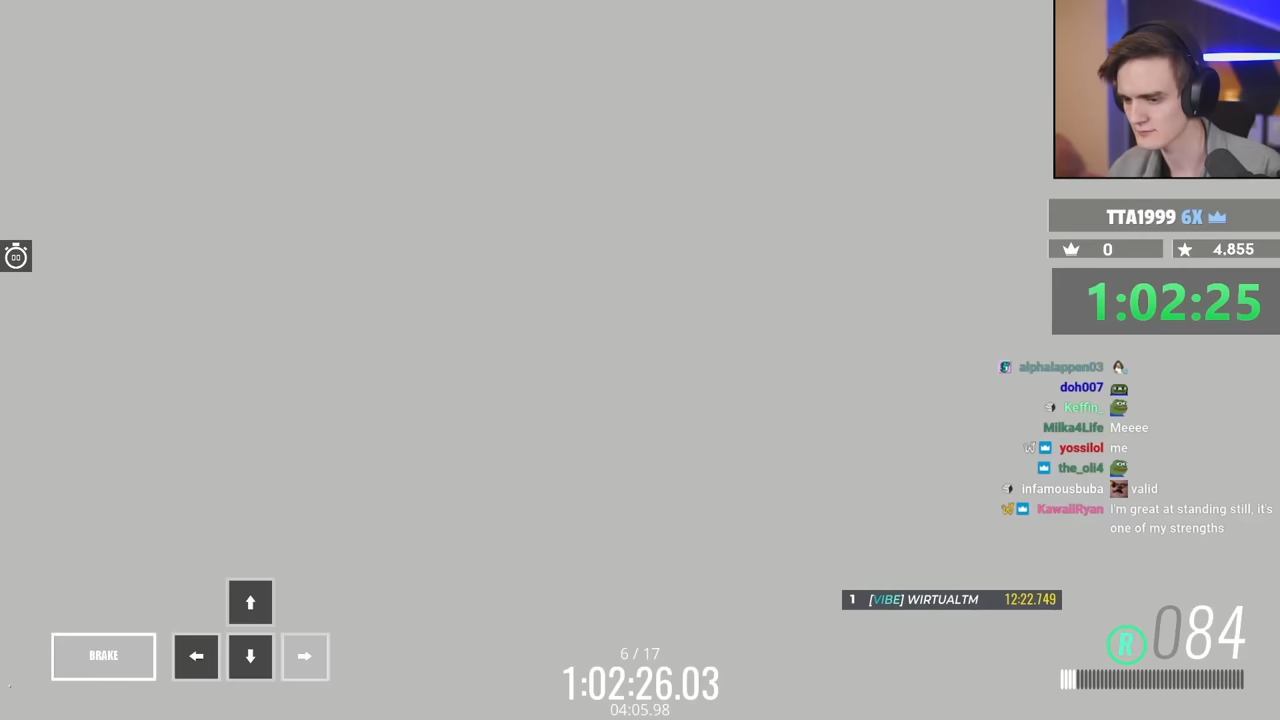 TTA1999 6X
0 4.855
1:02:25
alphalappen03
doh007
Keffin_
Milka4Life Meeee
yossilol me
the_oli4
infamousbuba valid
KawaiiRyan I'm great at standing still, it's
one of my strengths
1 [VIBE] WIRTUALTM 12:22.749
BRAKE
R 084
6 / 17
1:02:26.03
04:05.98